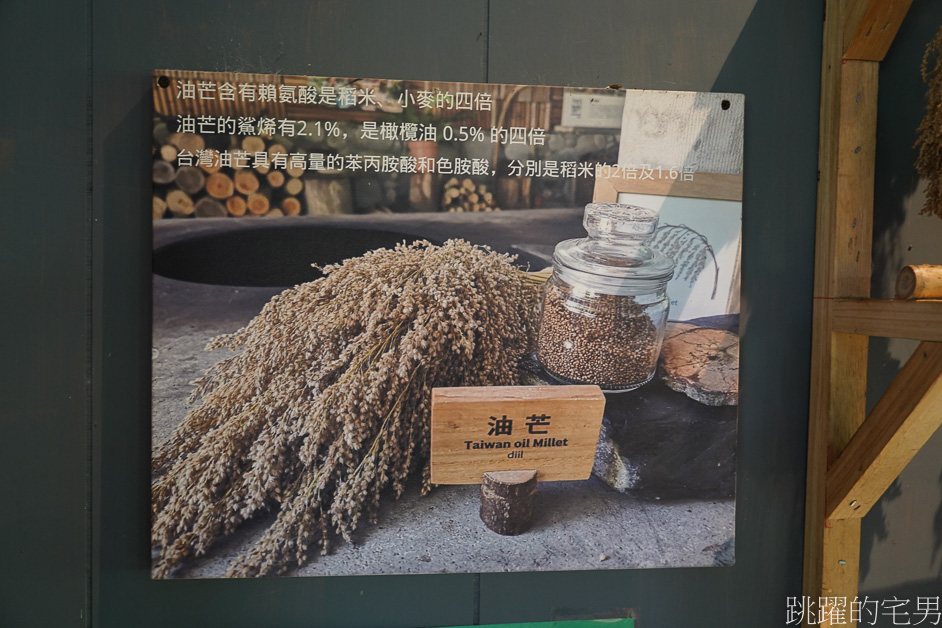 油芒含有賴氨酸是稻米、小麥的四倍
油芒的鯊烯有2.1%，是橄欖油 0.5% 的四倍
台灣油芒具有高量的苯丙胺酸和色胺酸，分別是稻米的2倍及1.6倍
油芒
Taiwan oil Millet
diil
跳躍的宅男